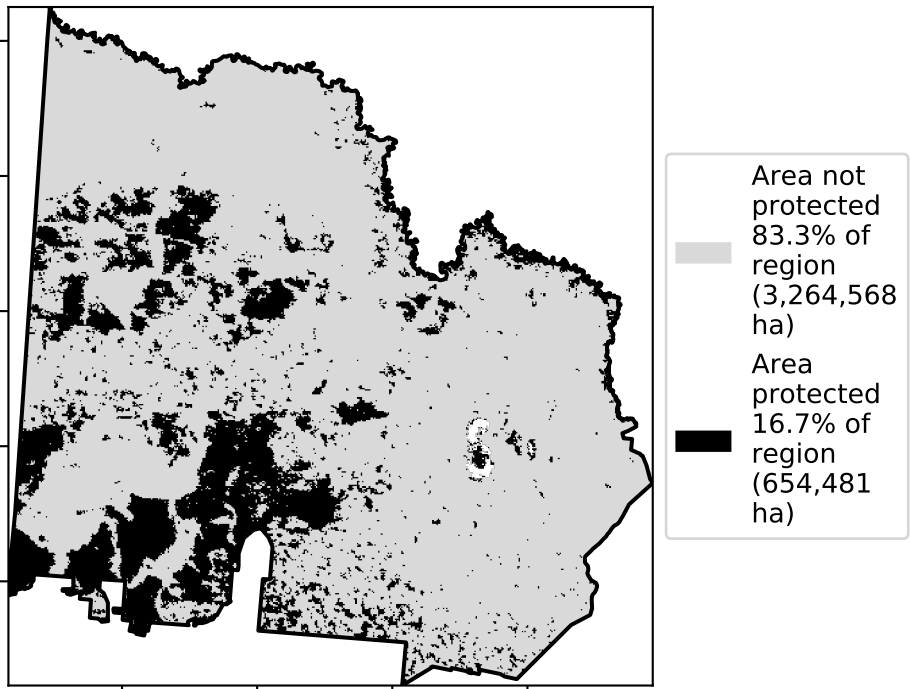 Area not
protected
83.3% of
region
(3,264,568
ha)
Area
protected
16.7% of
region
(654,481
ha)